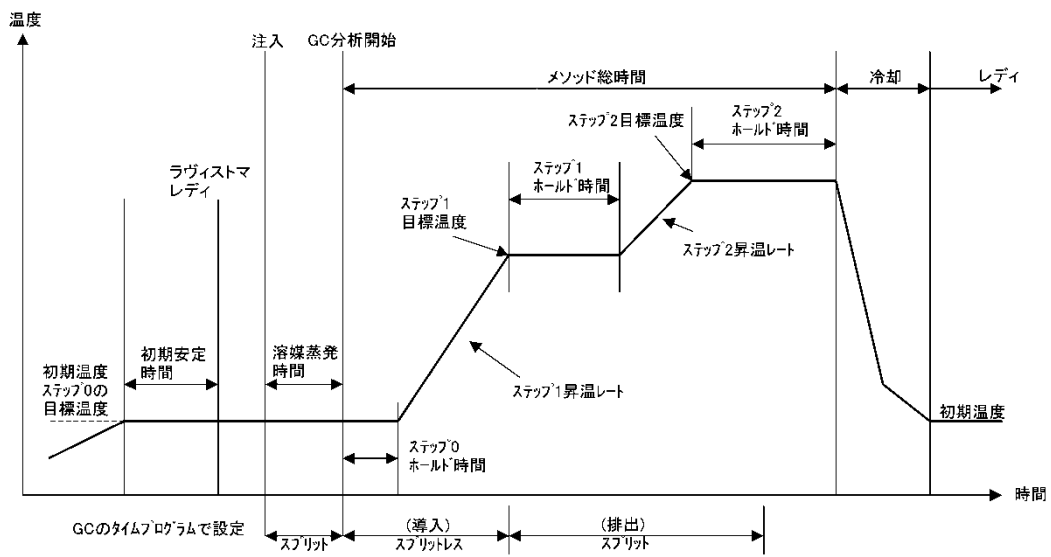 温度
注入
GC分析開始
メソッド総時間
冷却
レディ
ステップ2目標温度
ステップ2
ホールド時間
ラヴィストマ
レディ
ステップ1
ホールド時間
ステップ1
目標温度
ステップ2昇温レート
初期温度
ステップ0の
目標温度
初期安定
時間
溶媒蒸発
時間
ステップ1昇温レート
初期温度
ステップ0
ホールド時間
時間
GCのタイムプログラムで設定
スプリット
(導入)
スプリットレス
(排出)
スプリット